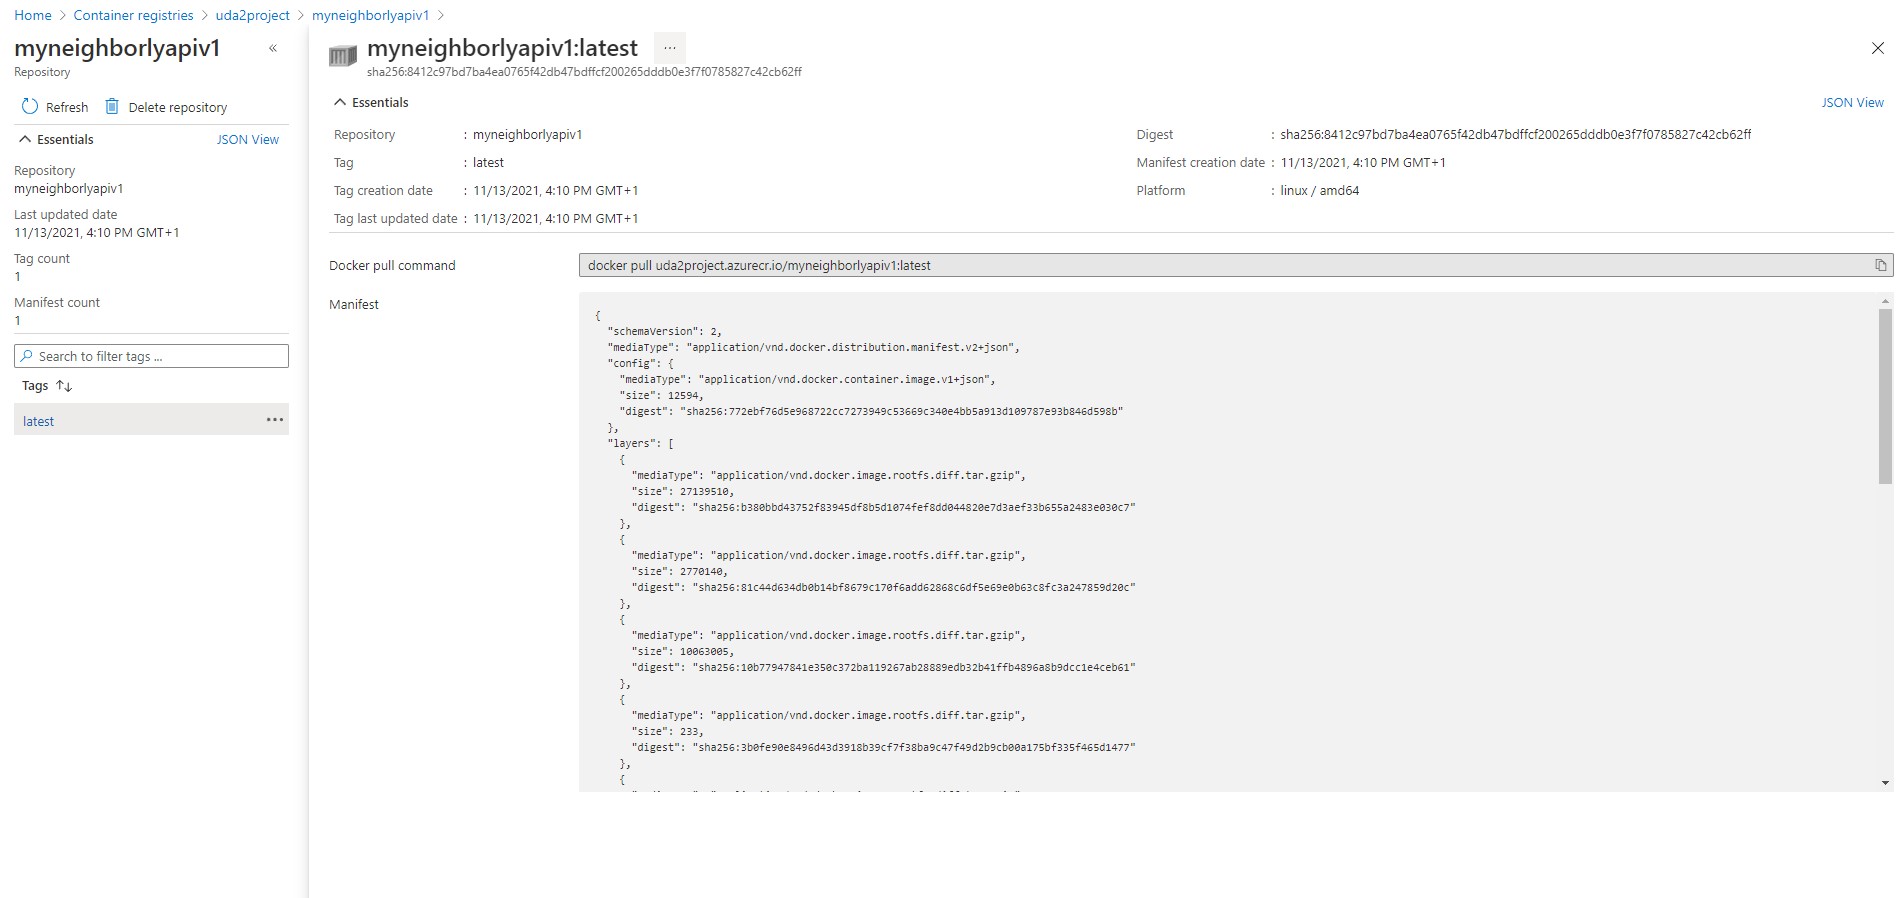 Home > Container registries > uda2project > myneighborlyapiv1 >
myneighborlyapiv1
Repository
Refresh Delete repository
Essentials JSON View
Repository
myneighborlyapiv1
Last updated date
11/13/2021, 4:10 PM GMT+1
Tag count
1
Manifest count
1
Search to filter tags ...
Tags
latest
myneighborlyapiv1:latest
sha256:8412c97bd7ba4ea0765f42db47bdffcf200265dddb0e3f7f0785827c42cb62ff
Essentials JSON View
Repository : myneighborlyapiv1
Tag : latest
Tag creation date : 11/13/2021, 4:10 PM GMT+1
Tag last updated date : 11/13/2021, 4:10 PM GMT+1
Digest : sha256:8412c97bd7ba4ea0765f42db47bdffcf200265dddb0e3f7f0785827c42cb62ff
Manifest creation date : 11/13/2021, 4:10 PM GMT+1
Platform : linux / amd64
Docker pull command docker pull uda2project.azurecr.io/myneighborlyapiv1:latest
Manifest
{
"schemaVersion": 2,
"mediaType": "application/vnd.docker.distribution.manifest.v2+json",
"config": {
"mediaType": "application/vnd.docker.container.image.v1+json",
"size": 12594,
"digest": "sha256:772ebf76d5e968722cc7273949c53669c340e4bb5a913d109787e93b846d598b"
},
"layers": [
{
"mediaType": "application/vnd.docker.image.rootfs.diff.tar.gzip",
"size": 27139510,
"digest": "sha256:b380bbd43752f83945df8b5d1074fef8dd044820e7d3aef33b655a2483e030c7"
},
{
"mediaType": "application/vnd.docker.image.rootfs.diff.tar.gzip",
"size": 2770140,
"digest": "sha256:81c44d634db0b14bf8679c170f6add62868c6df5e69e0b63c8fc3a247859d20c"
},
{
"mediaType": "application/vnd.docker.image.rootfs.diff.tar.gzip",
"size": 10063005,
"digest": "sha256:10b77947841e350c372ba119267ab28889edb32b41ffb4896a8b9dcc1e4ceb61"
},
{
"mediaType": "application/vnd.docker.image.rootfs.diff.tar.gzip",
"size": 233,
"digest": "sha256:3b0fe90e8496d43d3918b39cf7f38ba9c47f49d2b9cb00a175bf335f465d1477"
},
{